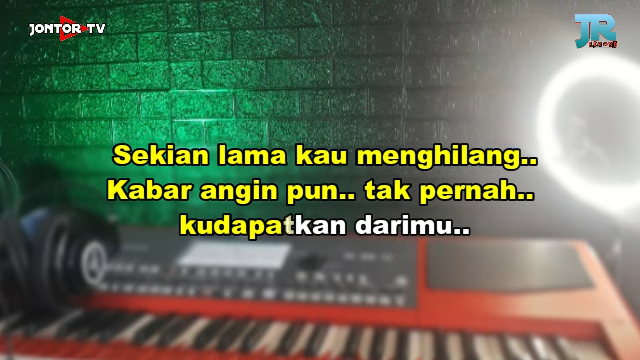 JONTOR TV
JR
Sekian lama kau menghilang..
Kabar angin pun.. tak pernah..
kudapatkan darimu..